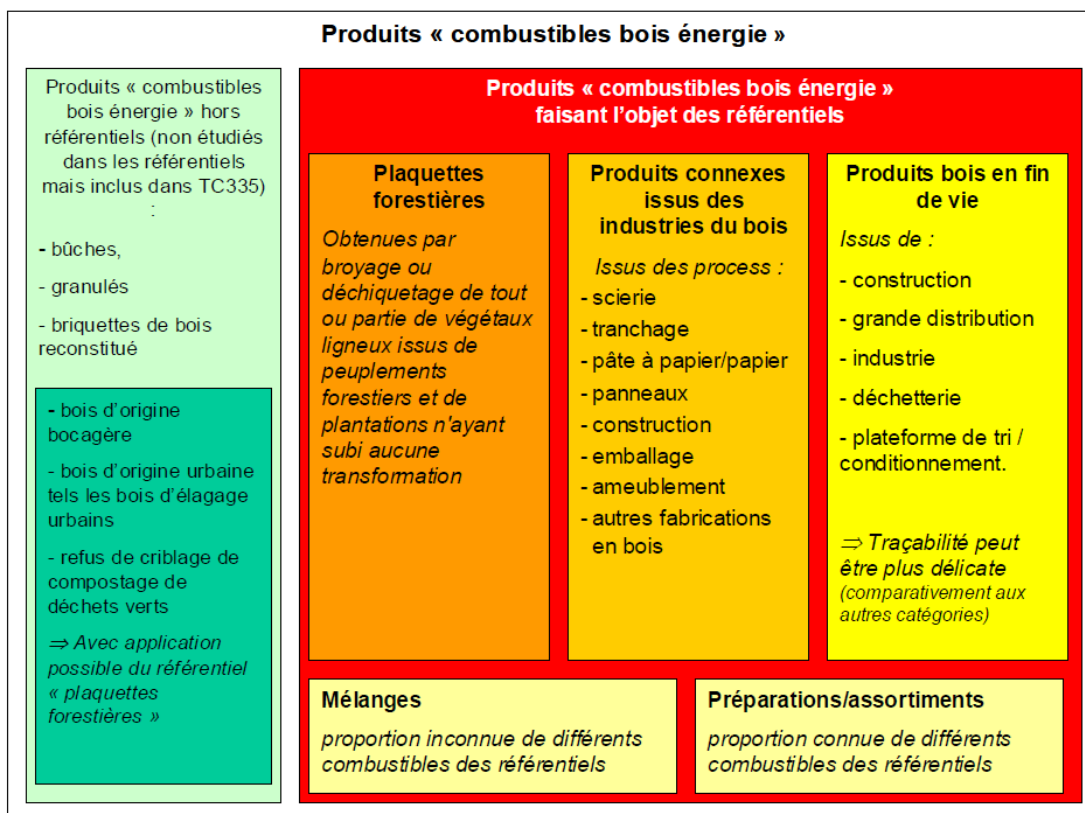 Produits « combustibles bois énergie »
Produits « combustibles
bois énergie » hors
référentiels (non étudiés
dans les référentiels
mais inclus dans TC335)
:
- bûches,
- granulés
- briquettes de bois
reconstitué
- bois d'origine
bocagère
- bois d'origine urbaine
tels les bois d'élagage
urbains
- refus de criblage de
compostage de
déchets verts
⇒ Avec application
possible du référentiel
« plaquettes
forestières »
Produits « combustibles bois énergie »
faisant l'objet des référentiels
Plaquettes
forestières
Obtenues par
broyage ou
déchiquetage de tout
ou partie de végétaux
ligneux issus de
peuplements
forestiers et de
plantations n'ayant
subi aucune
transformation
Produits connexes
issus des
industries du bois
Issus des process :
- scierie
- tranchage
- pâte à papier/papier
- panneaux
- construction
- emballage
- ameublement
- autres fabrications
en bois
Produits bois en fin
de vie
Issus de :
- construction
- grande distribution
- industrie
- déchetterie
- plateforme de tri /
conditionnement.
⇒ Traçabilité peut
être plus délicate
(comparativement aux
autres catégories)
Mélanges
proportion inconnue de différents
combustibles des référentiels
Préparations/assortiments
proportion connue de différents
combustibles des référentiels